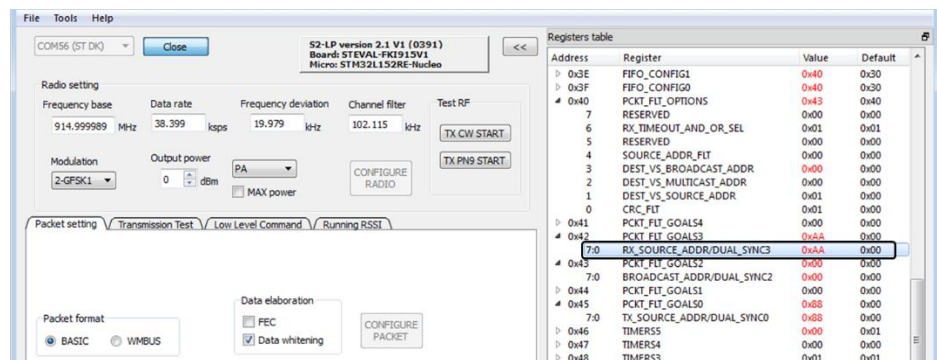 File Tools Help
COM56 (ST DK)
Close
S2-LP version 2.1 V1 (0391)
Board: STEVAL-FKI915V1
Micro: STM32L152RE-Nucleo
<<
Radio setting
Frequency base Data rate Frequency deviation Channel filter Test RF
914.999989 MHz 38.399 ksps 19.979 kHz 102.115 kHz
TX CW START
Modulation Output power
2-GFSK1 0 dBm PA
MAX power
CONFIGURE
RADIO
TX PN9 START
Packet setting Transmission Test Low Level Command Running RSSI
Data elaboration
Packet format
BASIC WMBUS
FEC
Data whitening
CONFIGURE
PACKET
Registers table
Address Register Value Default
0x3E FIFO_CONFIG1 0x40 0x30
0x3F FIFO_CONFIG0 0x40 0x30
0x40 PCKT_FLT_OPTIONS 0x43 0x40
7 RESERVED 0x00 0x00
6 RX_TIMEOUT_AND_OR_SEL 0x01 0x01
5 RESERVED 0x00 0x00
4 SOURCE_ADDR_FLT 0x00 0x00
3 DEST_VS_BROADCAST_ADDR 0x00 0x00
2 DEST_VS_MULTICAST_ADDR 0x00 0x00
1 DEST_VS_SOURCE_ADDR 0x01 0x00
0 CRC_FLT 0x01 0x00
0x41 PCKT_FLT_GOALS4 0x00 0x00
0x42 PCKT_FLT_GOALS3 0xAA 0x00
7:0 RX_SOURCE_ADDR/DUAL_SYNC3 0xAA 0x00
0x43 PCKT_FLT_GOALS2 0x00 0x00
7:0 BROADCAST_ADDR/DUAL_SYNC2 0x00 0x00
0x44 PCKT_FLT_GOALS1 0x00 0x00
0x45 PCKT_FLT_GOALS0 0x88 0x00
7:0 TX_SOURCE_ADDR/DUAL_SYNC0 0x88 0x00
0x46 TIMERS5 0x00 0x01
0x47 TIMERS4 0x00 0x00
0x48 TIMERS3 0x01 0x01